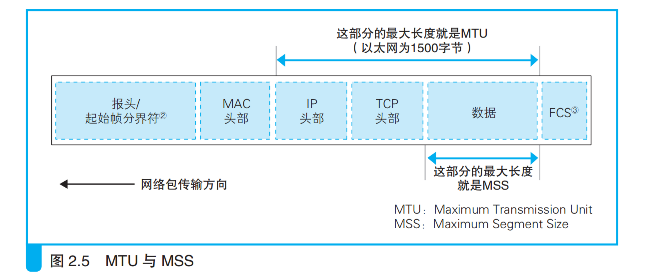 这部分的最大长度就是MTU
（以太网为1500字节）
报头/
起始帧分界符②
MAC
头部
IP
头部
TCP
头部
数据
FCS③
这部分的最大长度
就是MSS
网络包传输方向
MTU：Maximum Transmission Unit
MSS：Maximum Segment Size
图 2.5 MTU 与 MSS